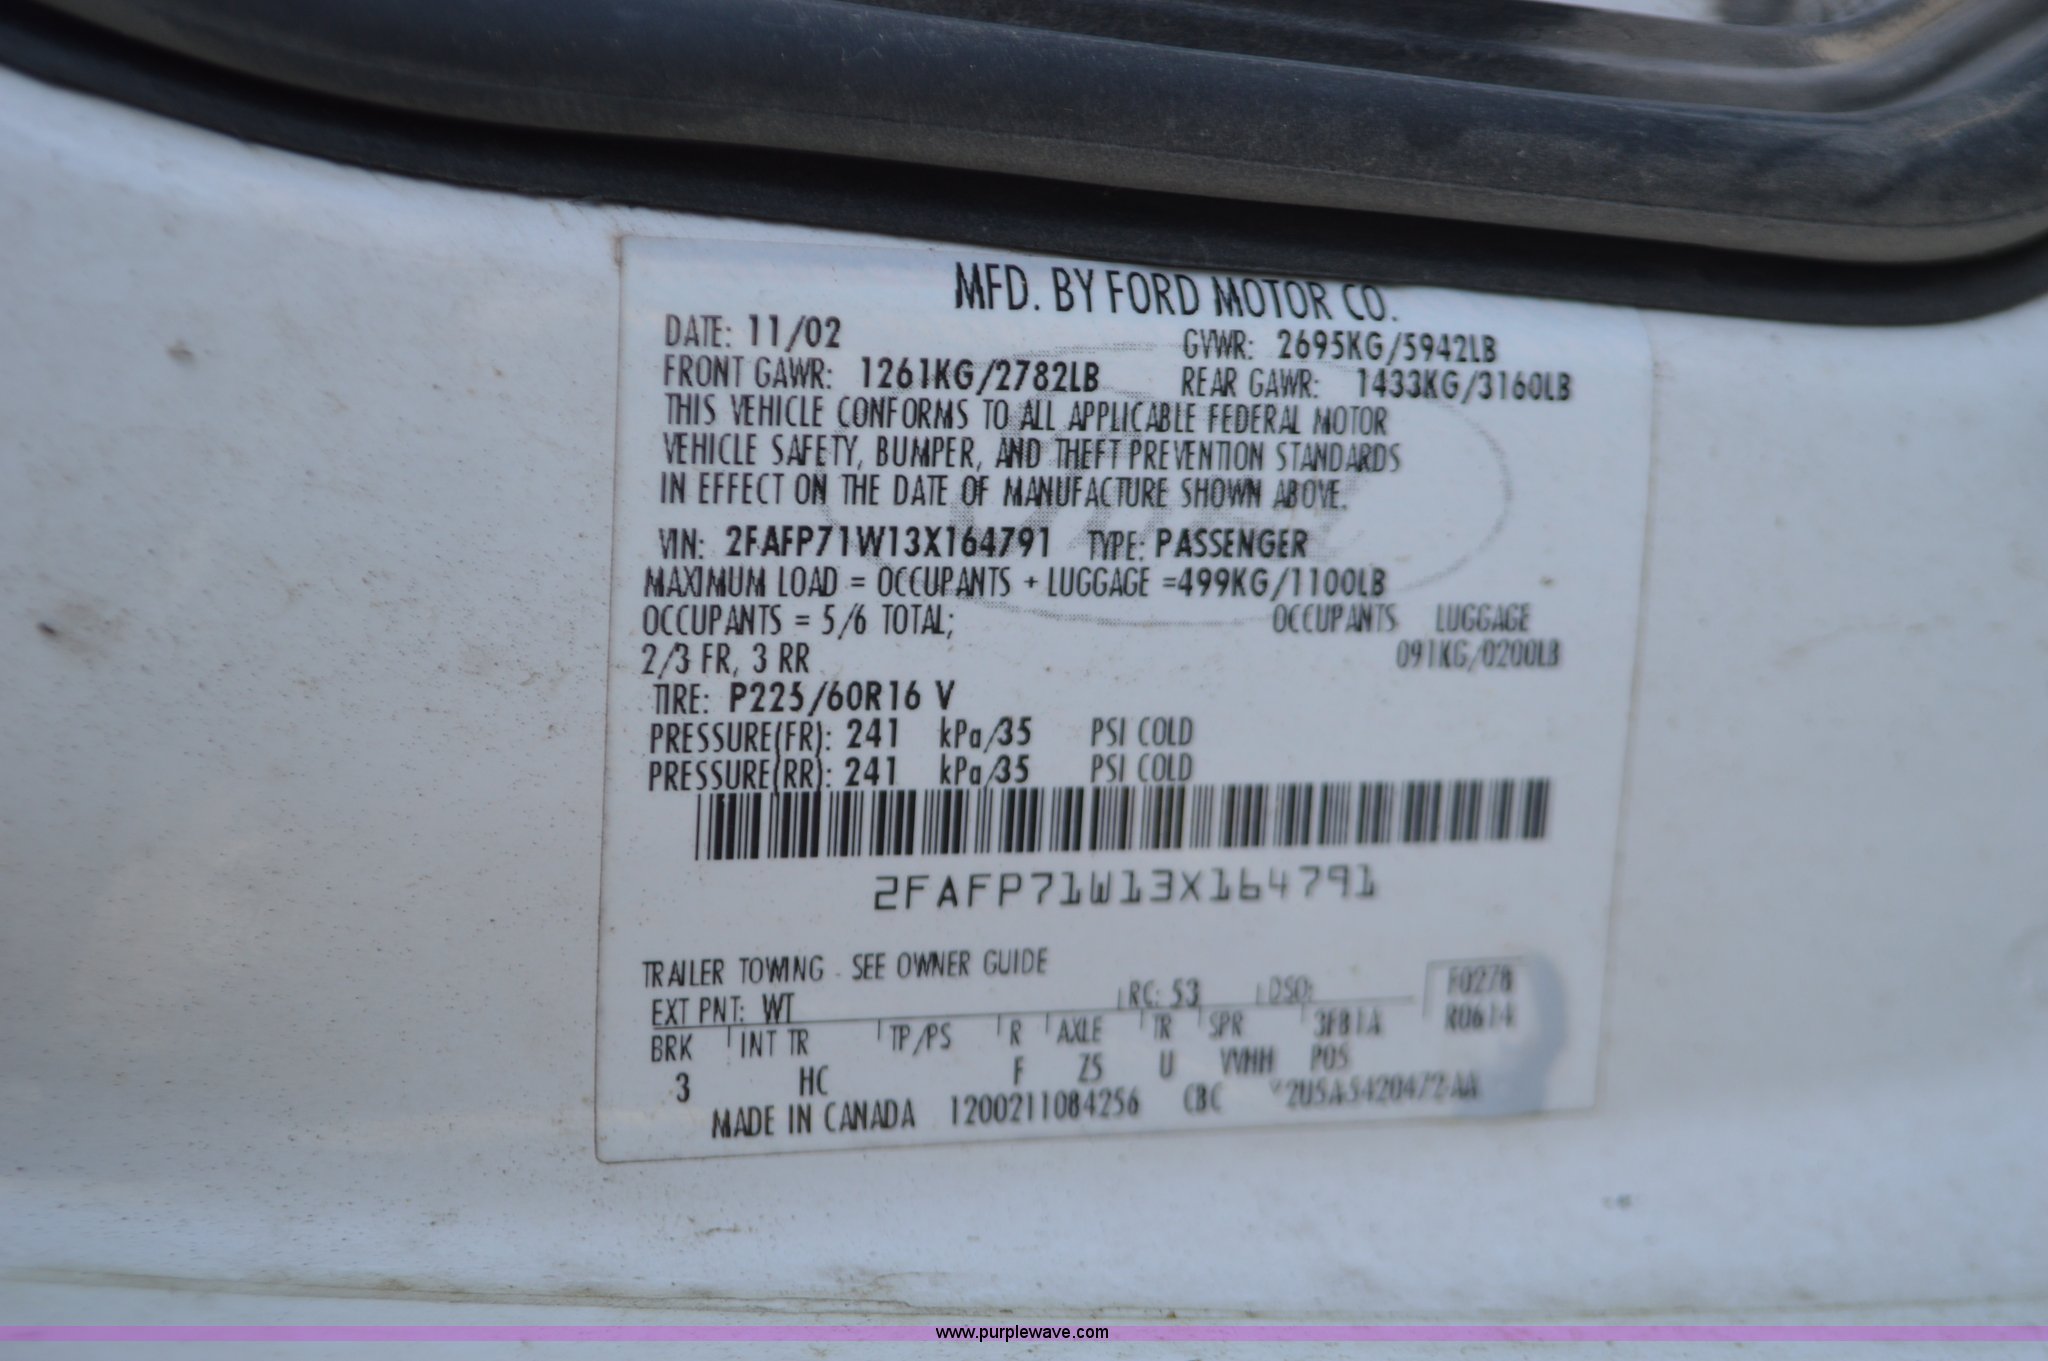 MFD. BY FORD MOTOR CO.
DATE: 11/02 GVWR: 2695KG/5942LB
FRONT GAWR: 1261KG/2782LB REAR GAWR: 1433KG/3160LB
THIS VEHICLE CONFORMS TO ALL APPLICABLE FEDERAL MOTOR
VEHICLE SAFETY, BUMPER, AND THEFT PREVENTION STANDARDS
IN EFFECT ON THE DATE OF MANUFACTURE SHOWN ABOVE.
VIN: 2FAFP71W13X164791 TYPE: PASSENGER
MAXIMUM LOAD = OCCUPANTS + LUGGAGE =499KG/1100LB
OCCUPANTS = 5/6 TOTAL; OCCUPANTS LUGGAGE
2/3 FR, 3 RR 091KG/0200LB
TIRE: P225/60R16 V
PRESSURE(FR): 241 kPa/35 PSI COLD
PRESSURE(RR): 241 kPa/35 PSI COLD
2FAFP71W13X164791
TRAILER TOWING - SEE OWNER GUIDE
EXT PNT: WT RC: 53 DSO: F0278
BRK INT TR TP/PS R AXLE TR SPR 3F81A R0614
3 HC F Z5 U VVHH POS
MADE IN CANADA 1200211084256 CBC
www.purplewave.com